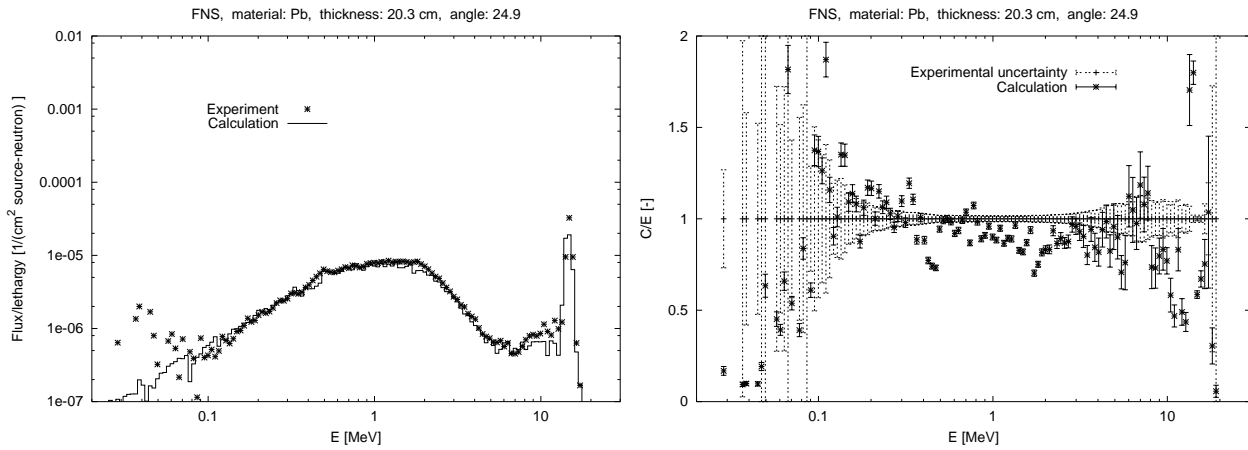 FNS, material: Pb, thickness: 20.3 cm, angle: 24.9
0.01
0.001
0.0001
1e-05
1e-06
1e-07
Flux/lethargy [1/(cm^2 source-neutron) ]
Experiment
Calculation
0.1
1
10
E [MeV]
FNS, material: Pb, thickness: 20.3 cm, angle: 24.9
2
1.5
1
0.5
0
C/E [-]
Experimental uncertainty
Calculation
0.1
1
10
E [MeV]